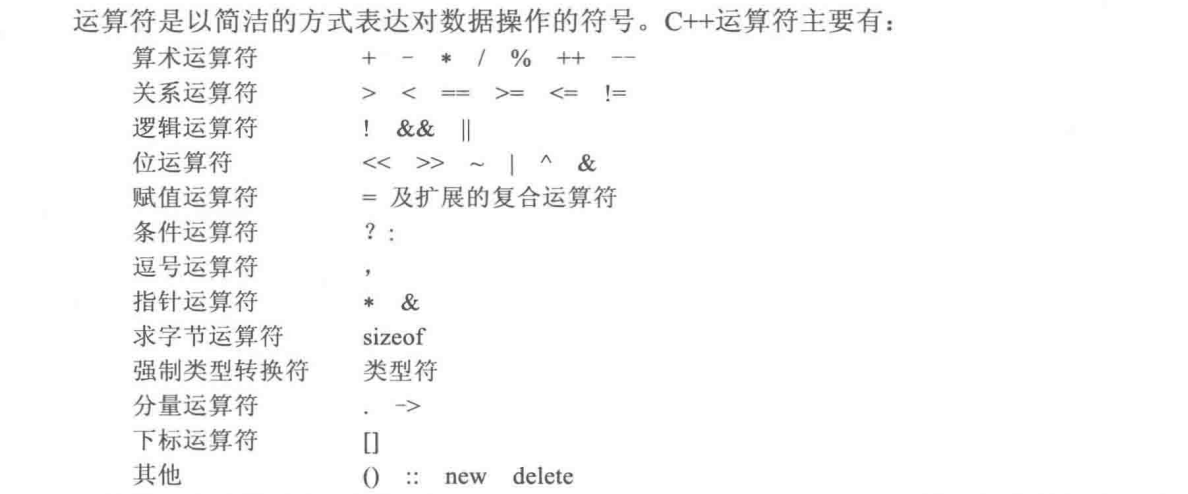 运算符是以简洁的方式表达对数据操作的符号。C++运算符主要有：
算术运算符 + - * / % ++ --
关系运算符 > < == >= <= !=
逻辑运算符 ! && ||
位运算符 << >> ~ | ^ &
赋值运算符 = 及扩展的复合运算符
条件运算符 ? :
逗号运算符 ,
指针运算符 * &
求字节运算符 sizeof
强制类型转换符 类型符
分量运算符 . ->
下标运算符 []
其他 () :: new delete